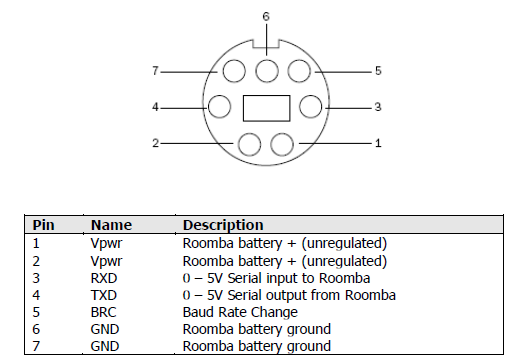 6
7 5
4 3
2 1
Pin Name Description
1 Vpwr Roomba battery + (unregulated)
2 Vpwr Roomba battery + (unregulated)
3 RXD 0 – 5V Serial input to Roomba
4 TXD 0 – 5V Serial output from Roomba
5 BRC Baud Rate Change
6 GND Roomba battery ground
7 GND Roomba battery ground